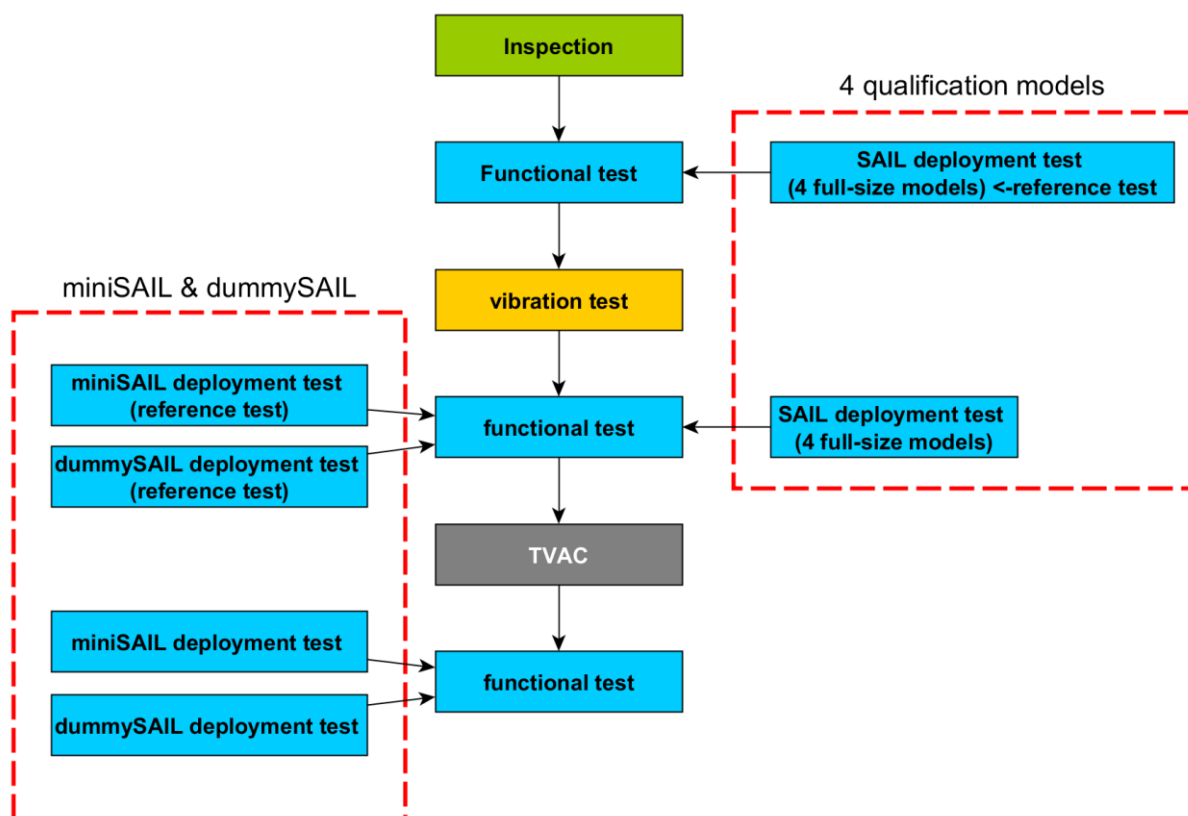 Inspection
4 qualification models
Functional test
SAIL deployment test
(4 full-size models) <-reference test
miniSAIL & dummySAIL
vibration test
miniSAIL deployment test
(reference test)
functional test
SAIL deployment test
(4 full-size models)
dummySAIL deployment test
(reference test)
TVAC
miniSAIL deployment test
functional test
dummySAIL deployment test